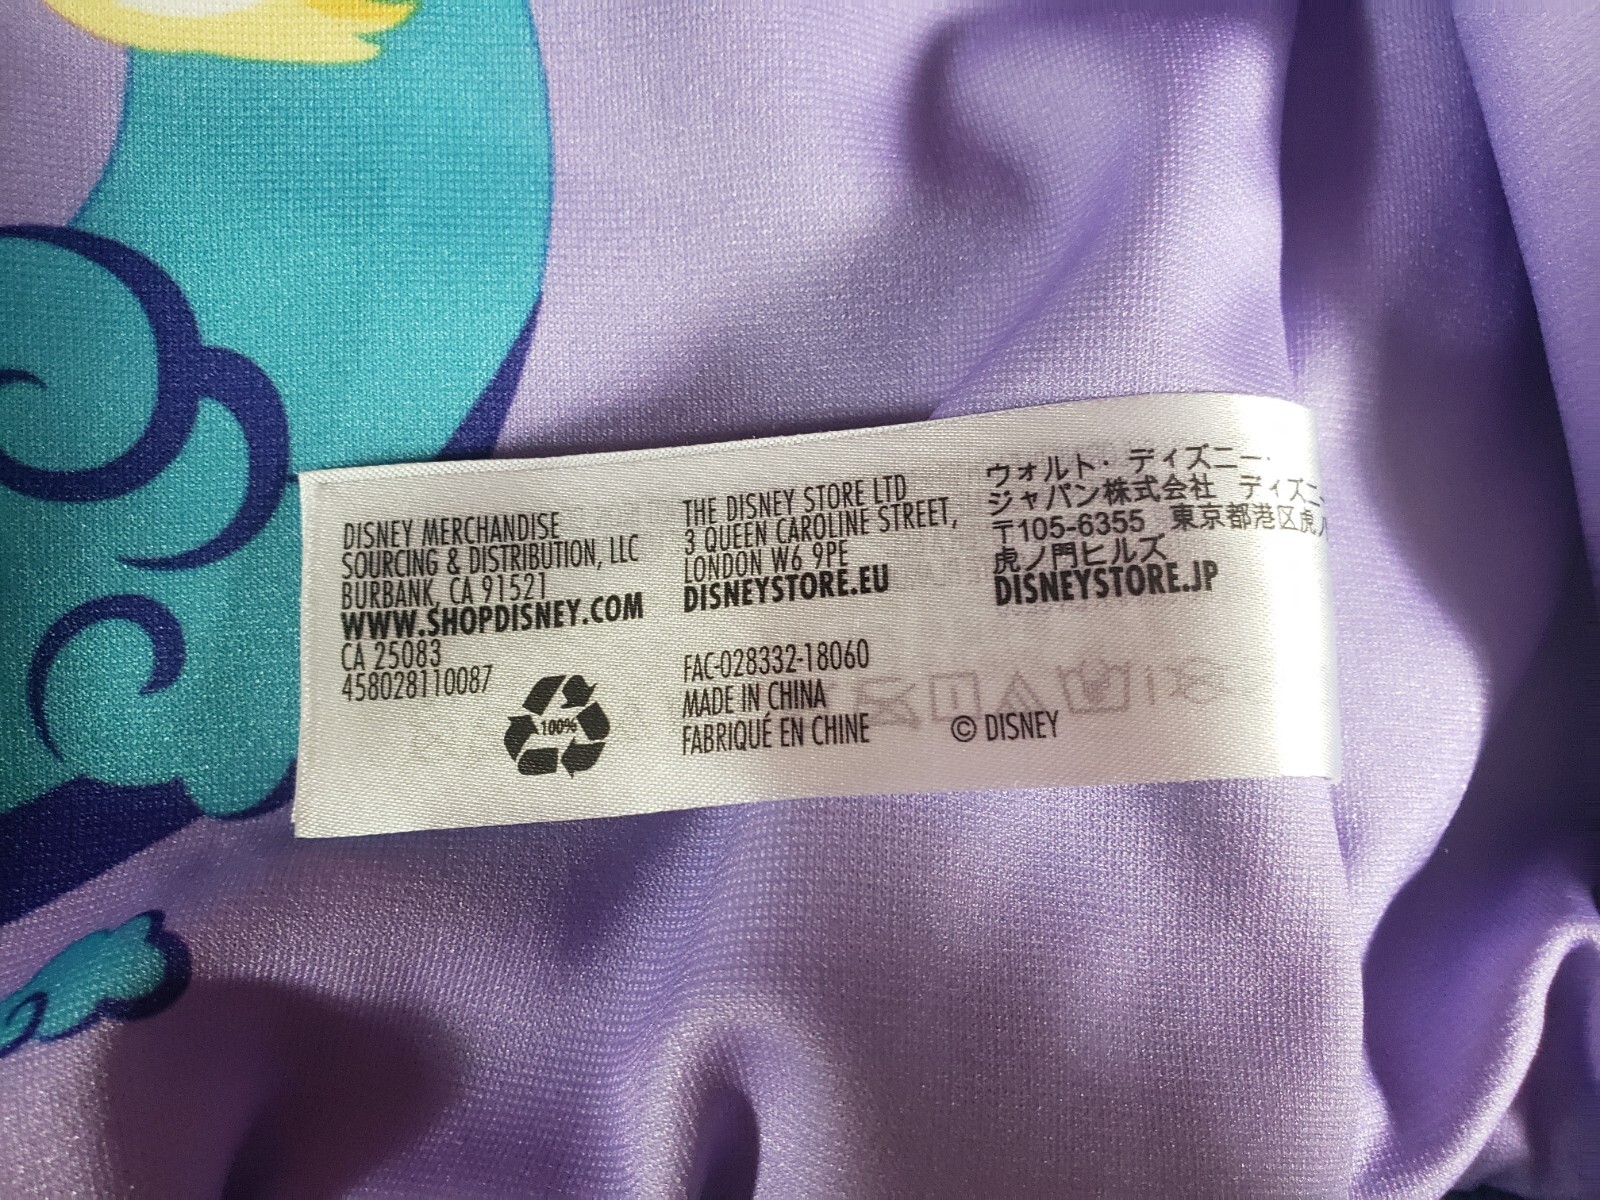 DISNEY MERCHANDISE
SOURCING & DISTRIBUTION, LLC
BURBANK, CA 91521
WWW.SHOPDISNEY.COM
CA 25083
458028110087
100%
THE DISNEY STORE LTD
3 QUEEN CAROLINE STREET,
LONDON W6 9PE
DISNEYSTORE.EU
FAC-028332-18060
MADE IN CHINA
FABRIQUÉ EN CHINE
ウォルト・ディズニー・
ジャパン株式会社 ディズニ
〒105-6355 東京都港区虎ノ
虎ノ門ヒルズ
DISNEYSTORE.JP
© DISNEY